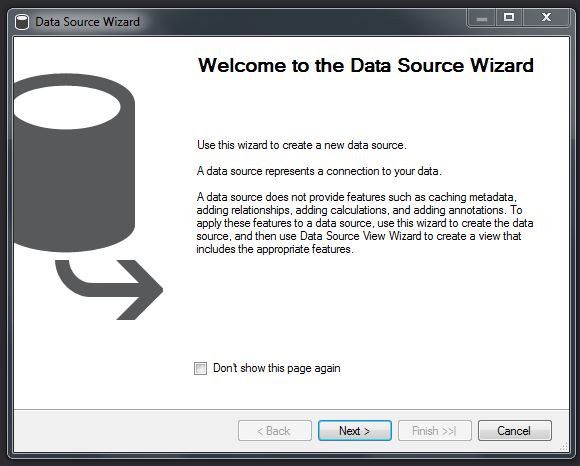 Data Source Wizard
Welcome to the Data Source Wizard
Use this wizard to create a new data source.
A data source represents a connection to your data.
A data source does not provide features such as caching metadata,
adding relationships, adding calculations, and adding annotations. To
apply these features to a data source, use this wizard to create the data
source, and then use Data Source View Wizard to create a view that
includes the appropriate features.
Don't show this page again
< Back
Next >
Finish >>|
Cancel